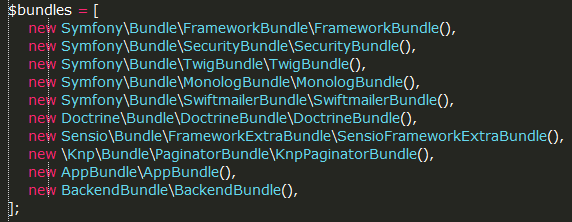 $bundles = [
new Symfony\Bundle\FrameworkBundle\FrameworkBundle(),
new Symfony\Bundle\SecurityBundle\SecurityBundle(),
new Symfony\Bundle\TwigBundle\TwigBundle(),
new Symfony\Bundle\MonologBundle\MonologBundle(),
new Symfony\Bundle\SwiftmailerBundle\SwiftmailerBundle(),
new Doctrine\Bundle\DoctrineBundle\DoctrineBundle(),
new Sensio\Bundle\FrameworkExtraBundle\SensioFrameworkExtraBundle(),
new \Knp\Bundle\PaginatorBundle\KnpPaginatorBundle(),
new AppBundle\AppBundle(),
new BackendBundle\BackendBundle(),
];